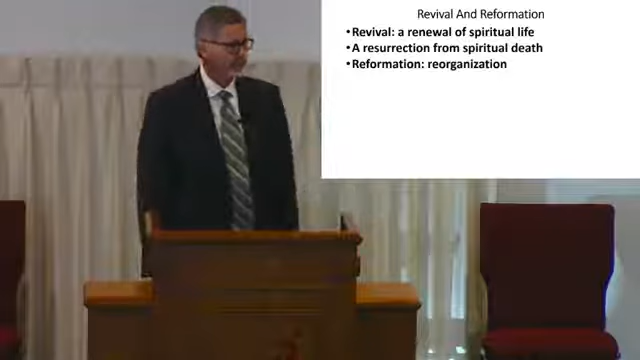 Revival And Reformation
•Revival: a renewal of spiritual life
•A resurrection from spiritual death
•Reformation: reorganization